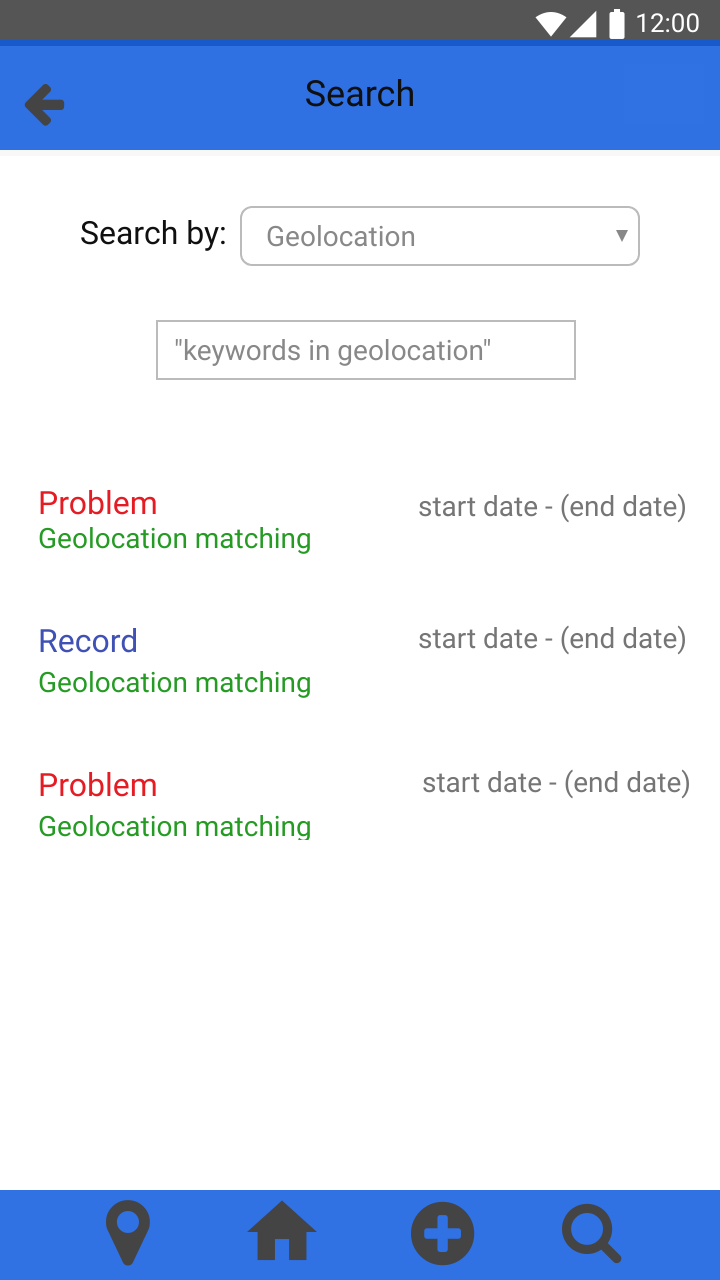 12:00
Search
Search by: Geolocation
"keywords in geolocation"
Problem start date - (end date)
Geolocation matching
Record start date - (end date)
Geolocation matching
Problem start date - (end date)
Geolocation matching